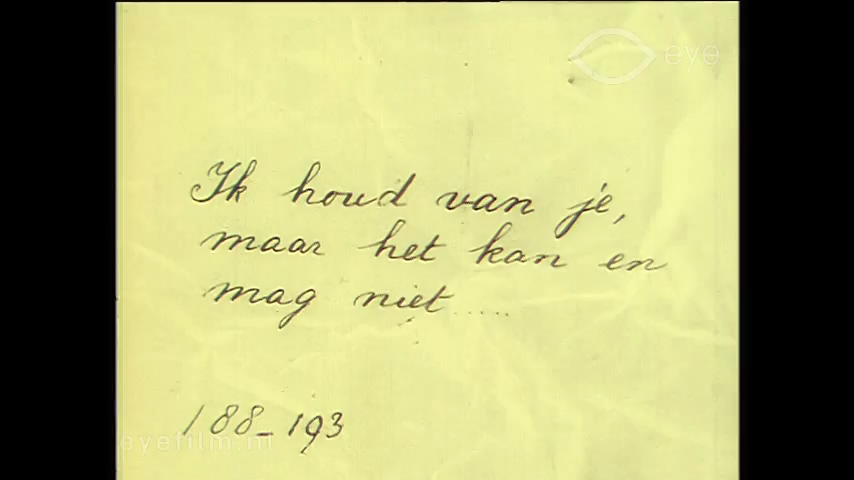 eye
Ik houd van je,
maar het kan en
mag niet.....
188-193
eyefilm.nl